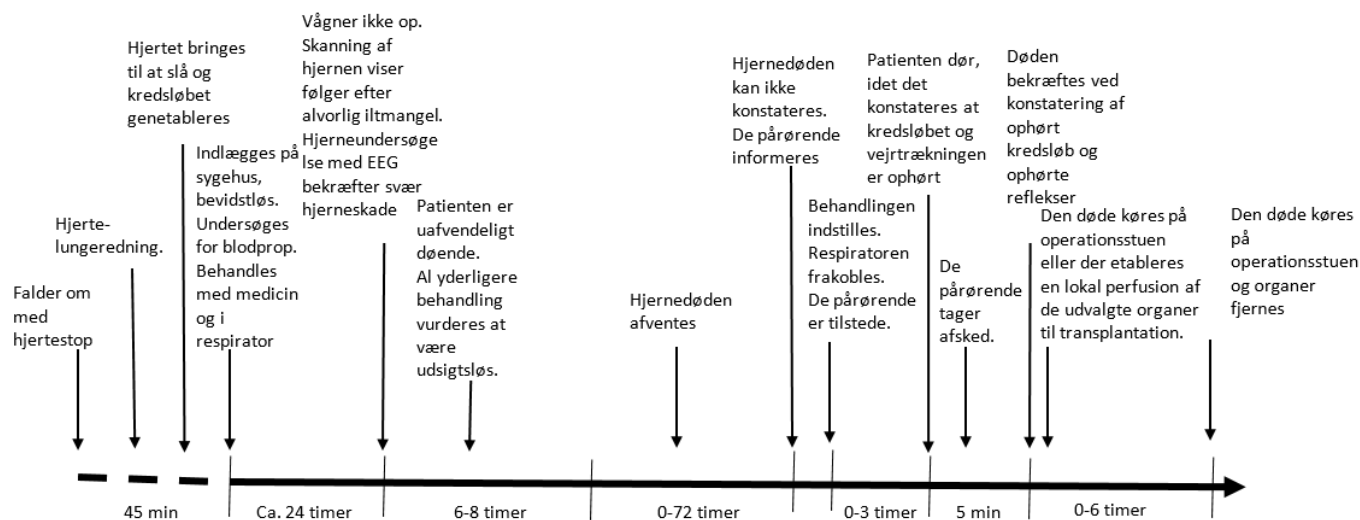 Falder om
med
hjertestop
Hjerte-
lungeredning.
Hjertet bringes
til at slå og
kredsløbet
genetableres
Indlægges på
sygehus,
bevidstløs.
Undersøges
for blodprop.
Behandles
med medicin
og i
respirator
Vågner ikke op.
Skanning af
hjernen viser
følger efter
alvorlig iltmangel.
Hjerneundersøge
lse med EEG
bekræfter svær
hjerneskade
Patienten er
uafvendeligt
døende.
Al yderligere
behandling
vurderes at
være
udsigtsløs.
Hjernedøden
afventes
Hjernedøden
kan ikke
konstateres.
De pårørende
informeres
Behandlingen
indstilles.
Respiratoren
frakobles.
De pårørende
er tilstede.
Patienten dør,
idet det
konstateres at
kredsløbet og
vejrtrækningen
er ophørt
De
pårørende
tager
afsked.
Døden
bekræftes ved
konstatering af
ophørt
kredsløb og
ophørte
reflekser
Den døde køres på
operationsstuen
eller der etableres
en lokal perfusion af
de udvalgte organer
til transplantation.
Den døde køres
på
operationsstuen
og organer
fjernes
45 min
Ca. 24 timer
6-8 timer
0-72 timer
0-3 timer
5 min
0-6 timer